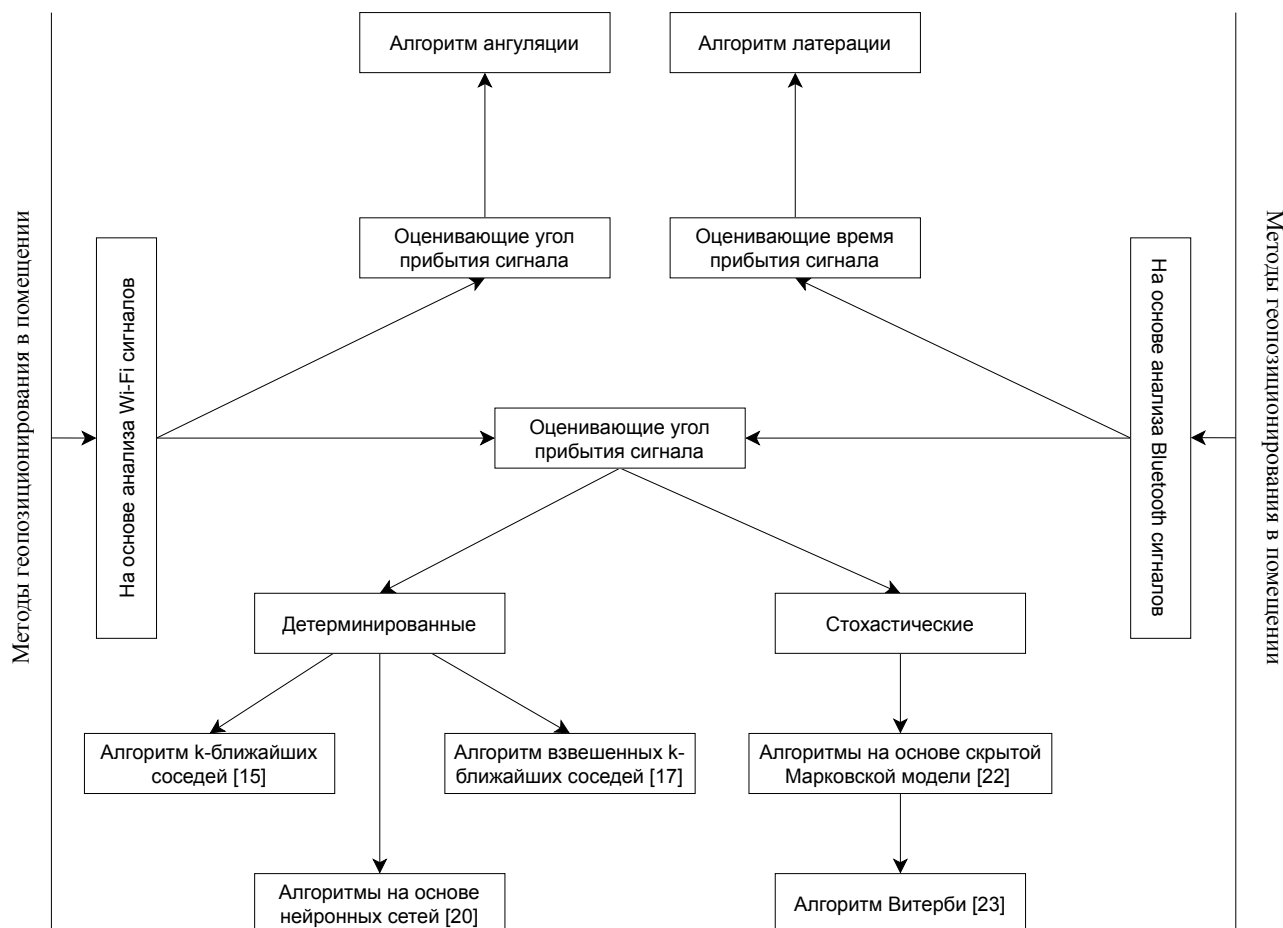 Алгоритм ангуляции
Алгоритм латерации
Методы геопозиционирования в помещении
На основе анализа Wi-Fi сигналов
Оценивающие угол
прибытия сигнала
Оценивающие время
прибытия сигнала
На основе анализа Bluetooth сигналов
Методы геопозиционирования в помещении
Оценивающие угол
прибытия сигнала
Детерминированные
Стохастические
Алгоритм k-ближайших
соседей [15]
Алгоритм взвешенных k-
ближайших соседей [17]
Алгоритмы на основе скрытой
Марковской модели [22]
Алгоритмы на основе
нейронных сетей [20]
Алгоритм Витерби [23]